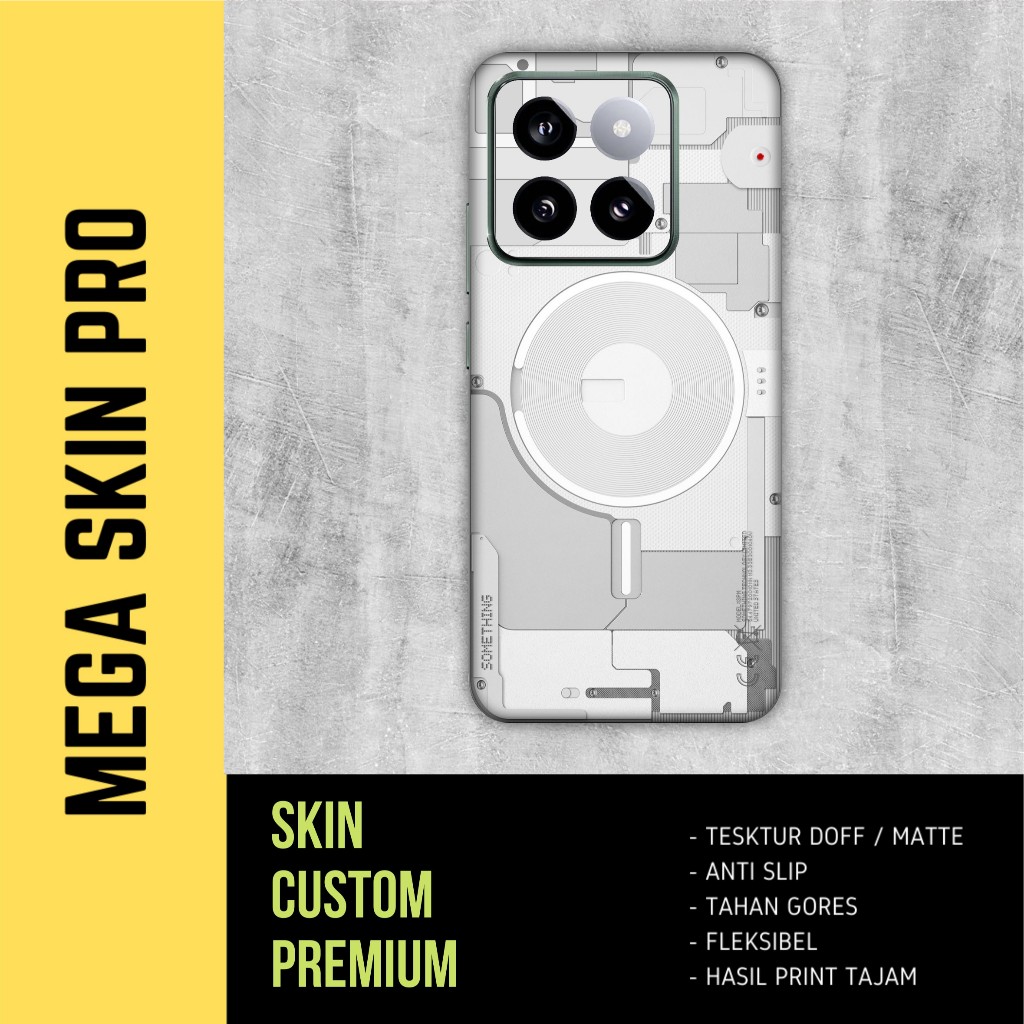 MEGA SKIN PRO
SOMETHING
SKIN
CUSTOM
PREMIUM
- TESKTUR DOFF / MATTE
- ANTI SLIP
- TAHAN GORES
- FLEKSIBEL
- HASIL PRINT TAJAM